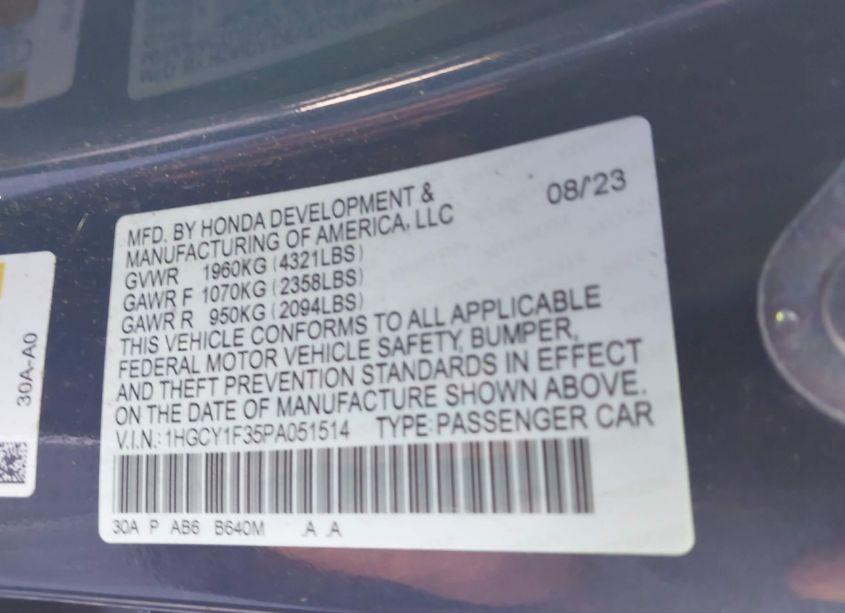 MFD. BY HONDA DEVELOPMENT &
MANUFACTURING OF AMERICA, LLC
08/'23
GVWR 1960KG (4321LBS)
GAWR F 1070KG (2358LBS)
GAWR R 950KG (2094LBS)
THIS VEHICLE CONFORMS TO ALL APPLICABLE
FEDERAL MOTOR VEHICLE SAFETY, BUMPER,
AND THEFT PREVENTION STANDARDS IN EFFECT
ON THE DATE OF MANUFACTURE SHOWN ABOVE.
V.I.N.: 1HGCY1F35PA051514 TYPE: PASSENGER CAR
30A P AB6 B640M .A .A
30A-A0